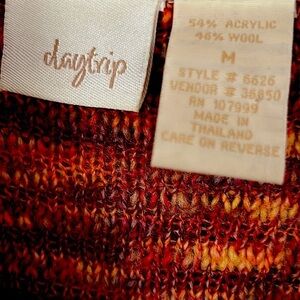 daytrip
54% ACRYLIC
46% WOOL
M
STYLE # 6626
VENDOR # 36850
RN 107999
MADE IN
THAILAND
CARE ON REVERSE